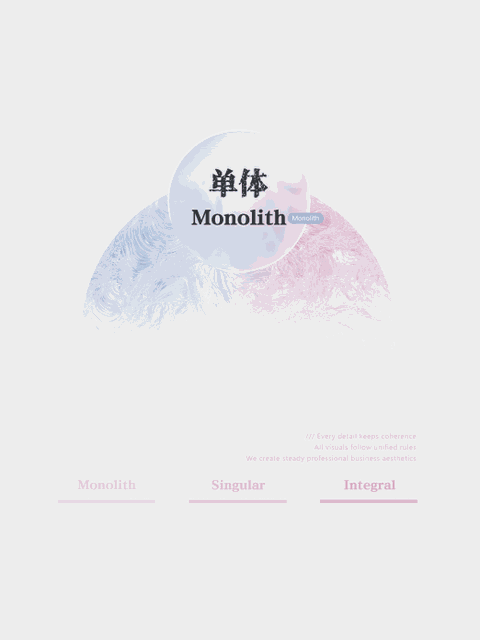 单体
Monolith
Monolith
/// Every detail keeps coherence
All visuals follow unified rules
We create steady professional business aesthetics
Monolith
Singular
Integral